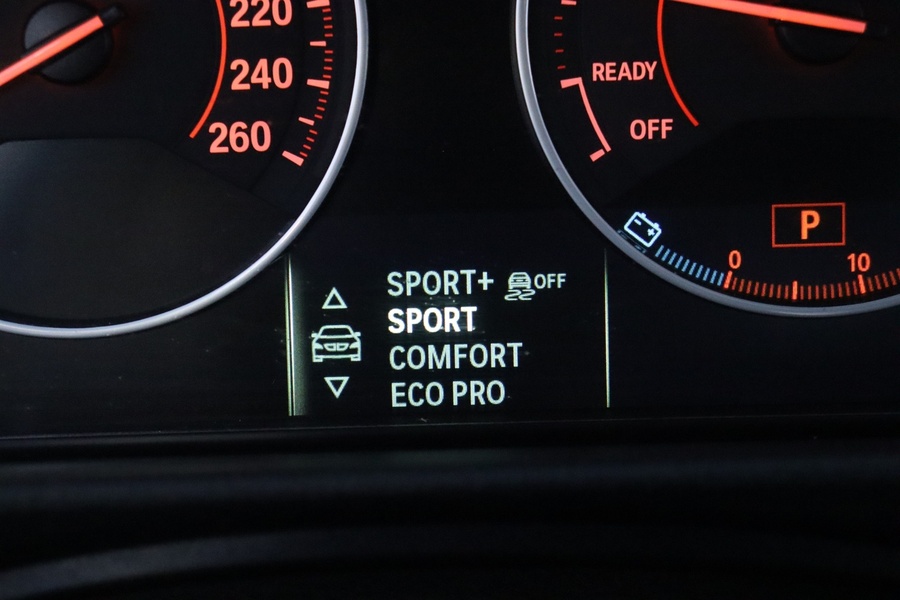 220
240
260
READY
OFF
P
0
10
SPORT+ OFF
SPORT
COMFORT
ECO PRO